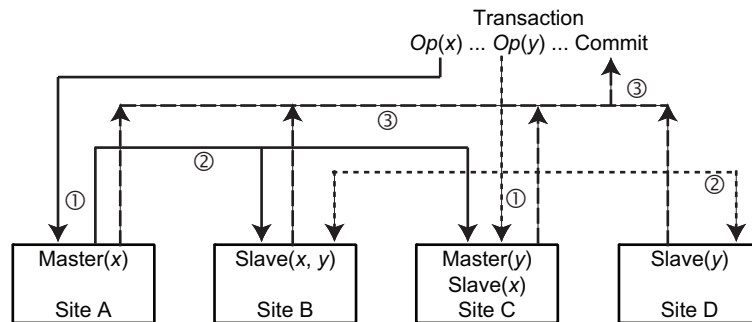 Transaction
Op(x) ... Op(y) ... Commit
③
③
②
②
①
①
Master(x)
Site A
Slave(x, y)
Site B
Master(y)
Slave(x)
Site C
Slave(y)
Site D